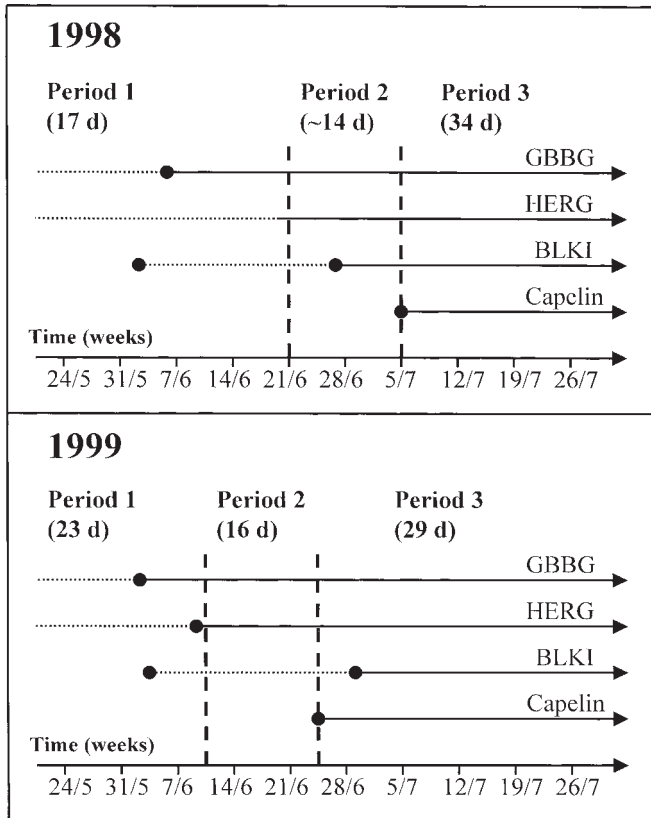 1998
Period 1 Period 2 Period 3
(17 d) (~14 d) (34 d)
GBBG
HERG
BLKI
Capelin
Time (weeks)
24/5 31/5 7/6 14/6 21/6 28/6 5/7 12/7 19/7 26/7
1999
Period 1 Period 2 Period 3
(23 d) (16 d) (29 d)
GBBG
HERG
BLKI
Capelin
Time (weeks)
24/5 31/5 7/6 14/6 21/6 28/6 5/7 12/7 19/7 26/7